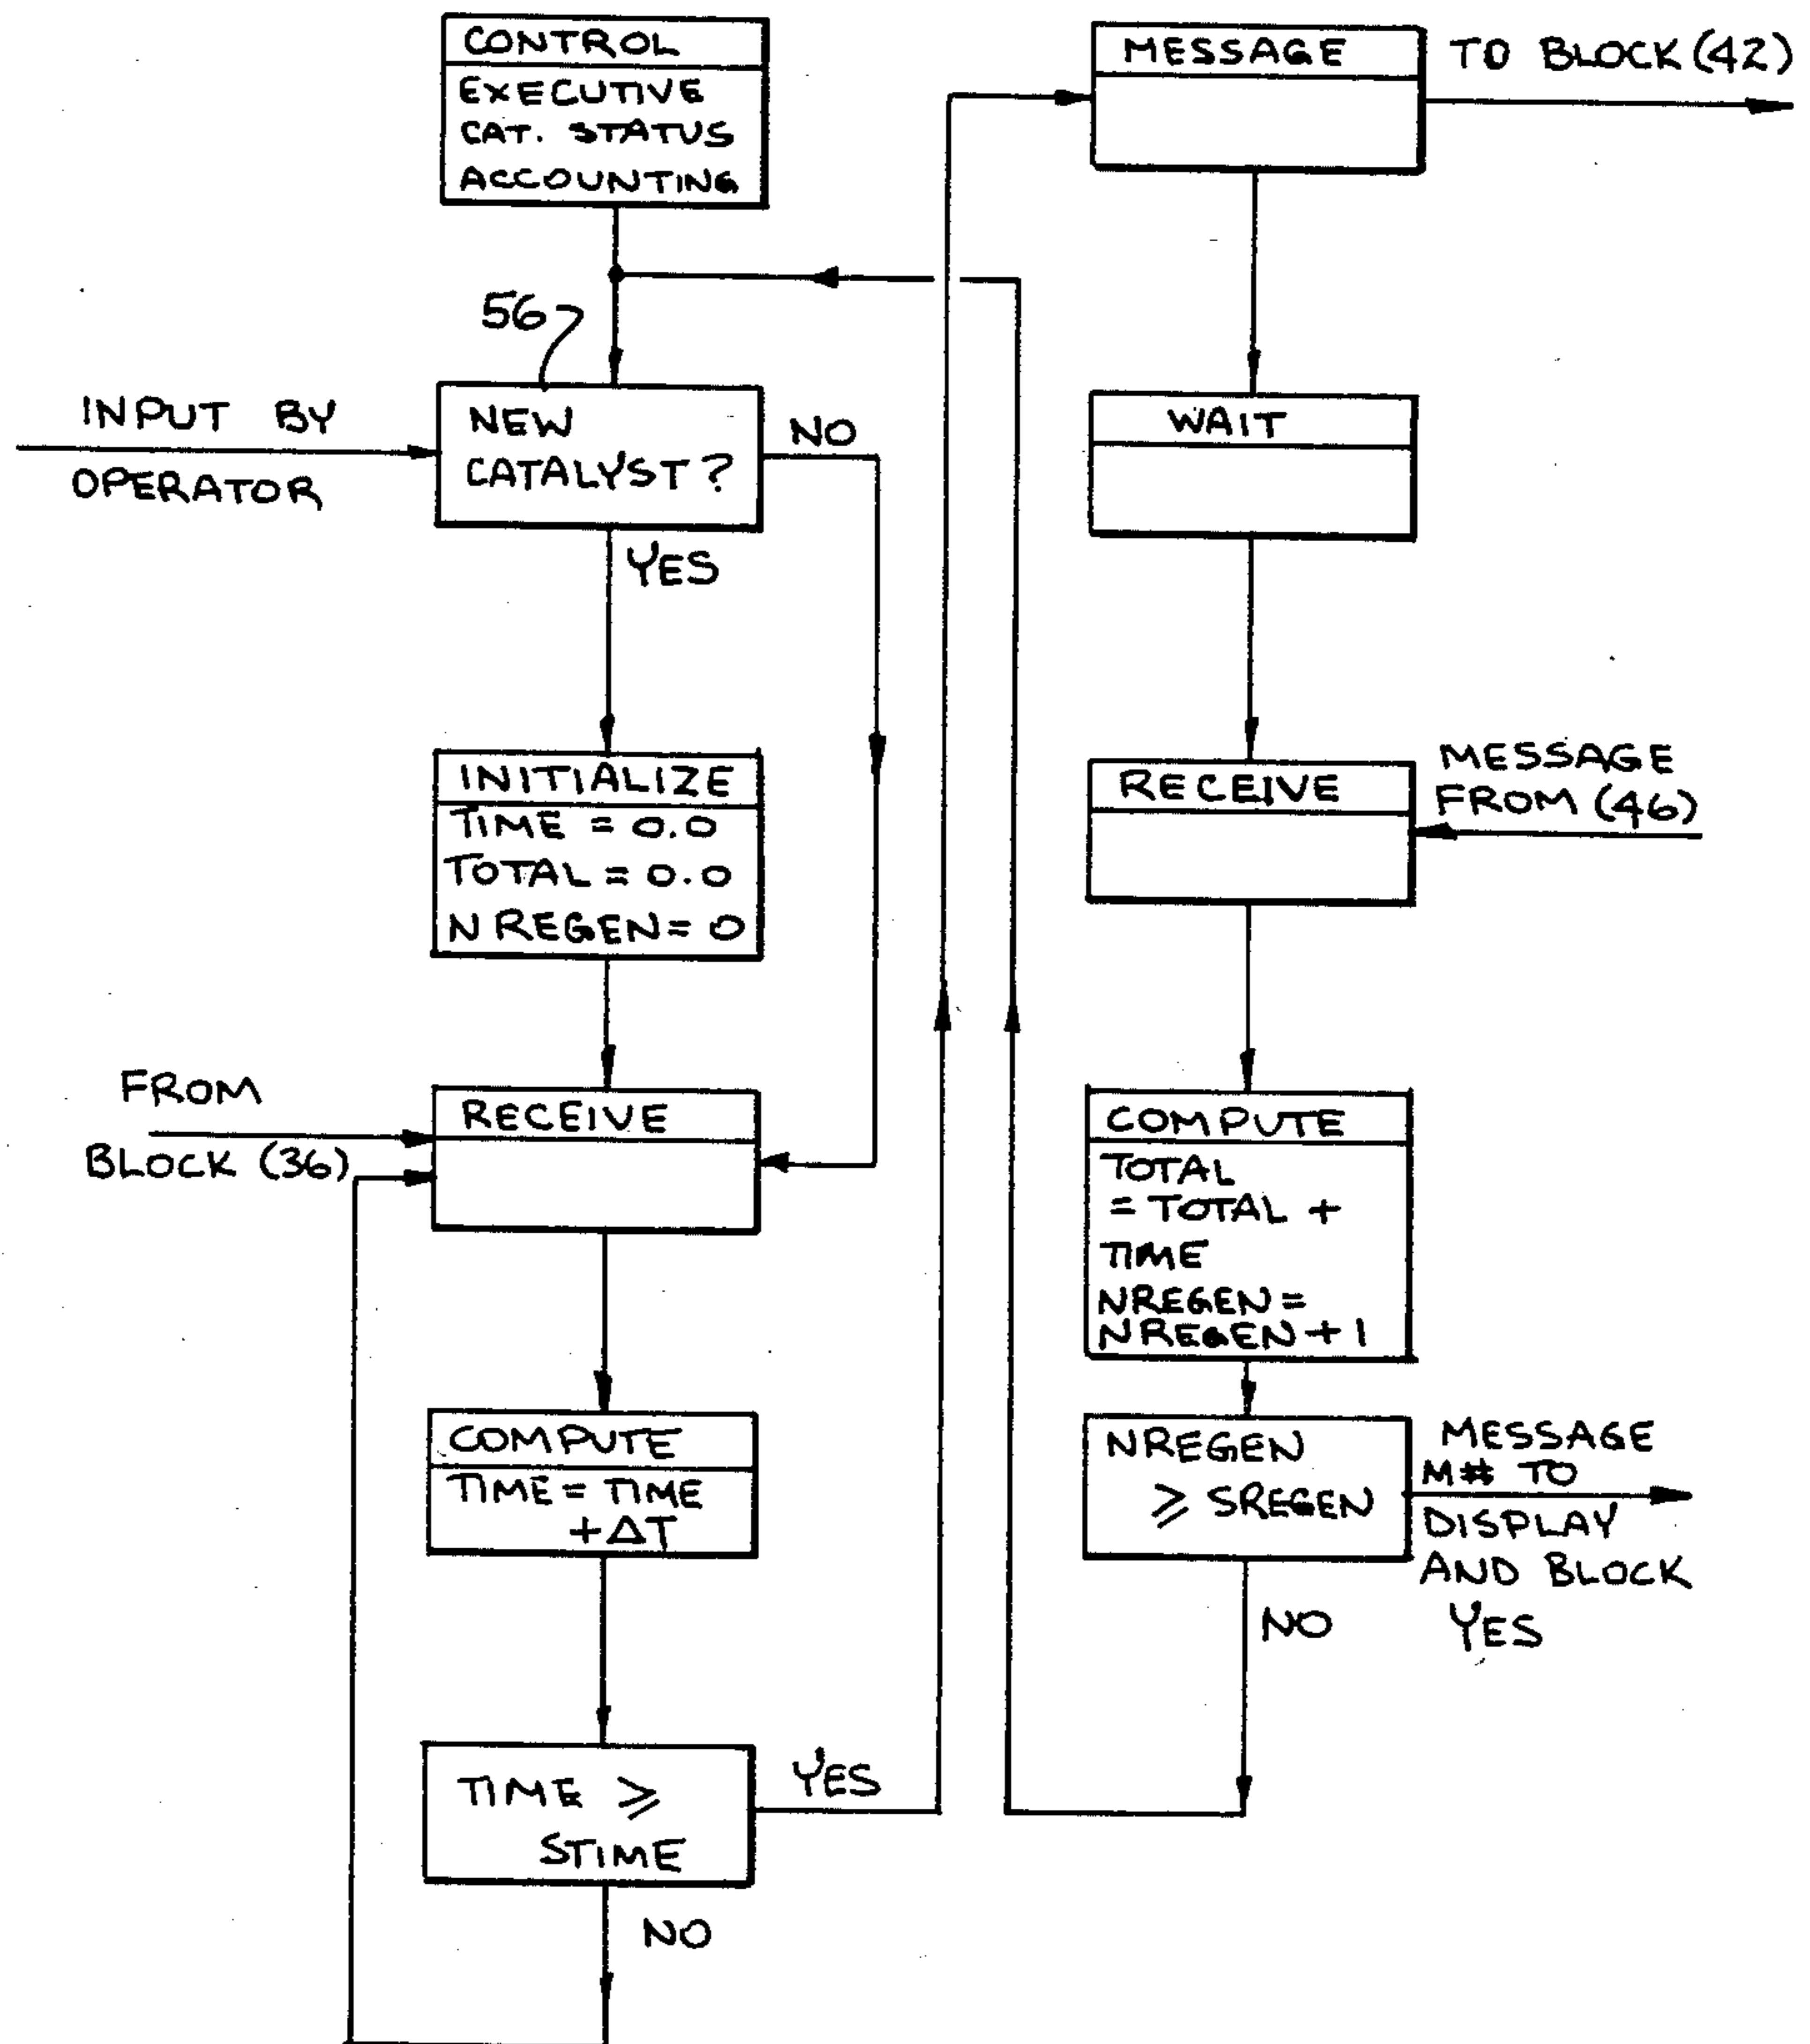 CONTROL
EXECUTIVE
CAT. STATUS
ACCOUNTING
56
INPUT BY
OPERATOR
NEW
CATALYST?
NO
YES
INITIALIZE
TIME = 0.0
TOTAL = 0.0
NREGEN = 0
FROM
BLOCK (36)
RECEIVE
COMPUTE
TIME = TIME
+ΔT
TIME ≥
STIME
YES
NO
MESSAGE
TO BLOCK (42)
WAIT
RECEIVE
MESSAGE
FROM (46)
COMPUTE
TOTAL
= TOTAL +
TIME
NREGEN =
NREGEN + 1
NREGEN
≥ SREGEN
MESSAGE
M# TO
DISPLAY
AND BLOCK
YES
NO